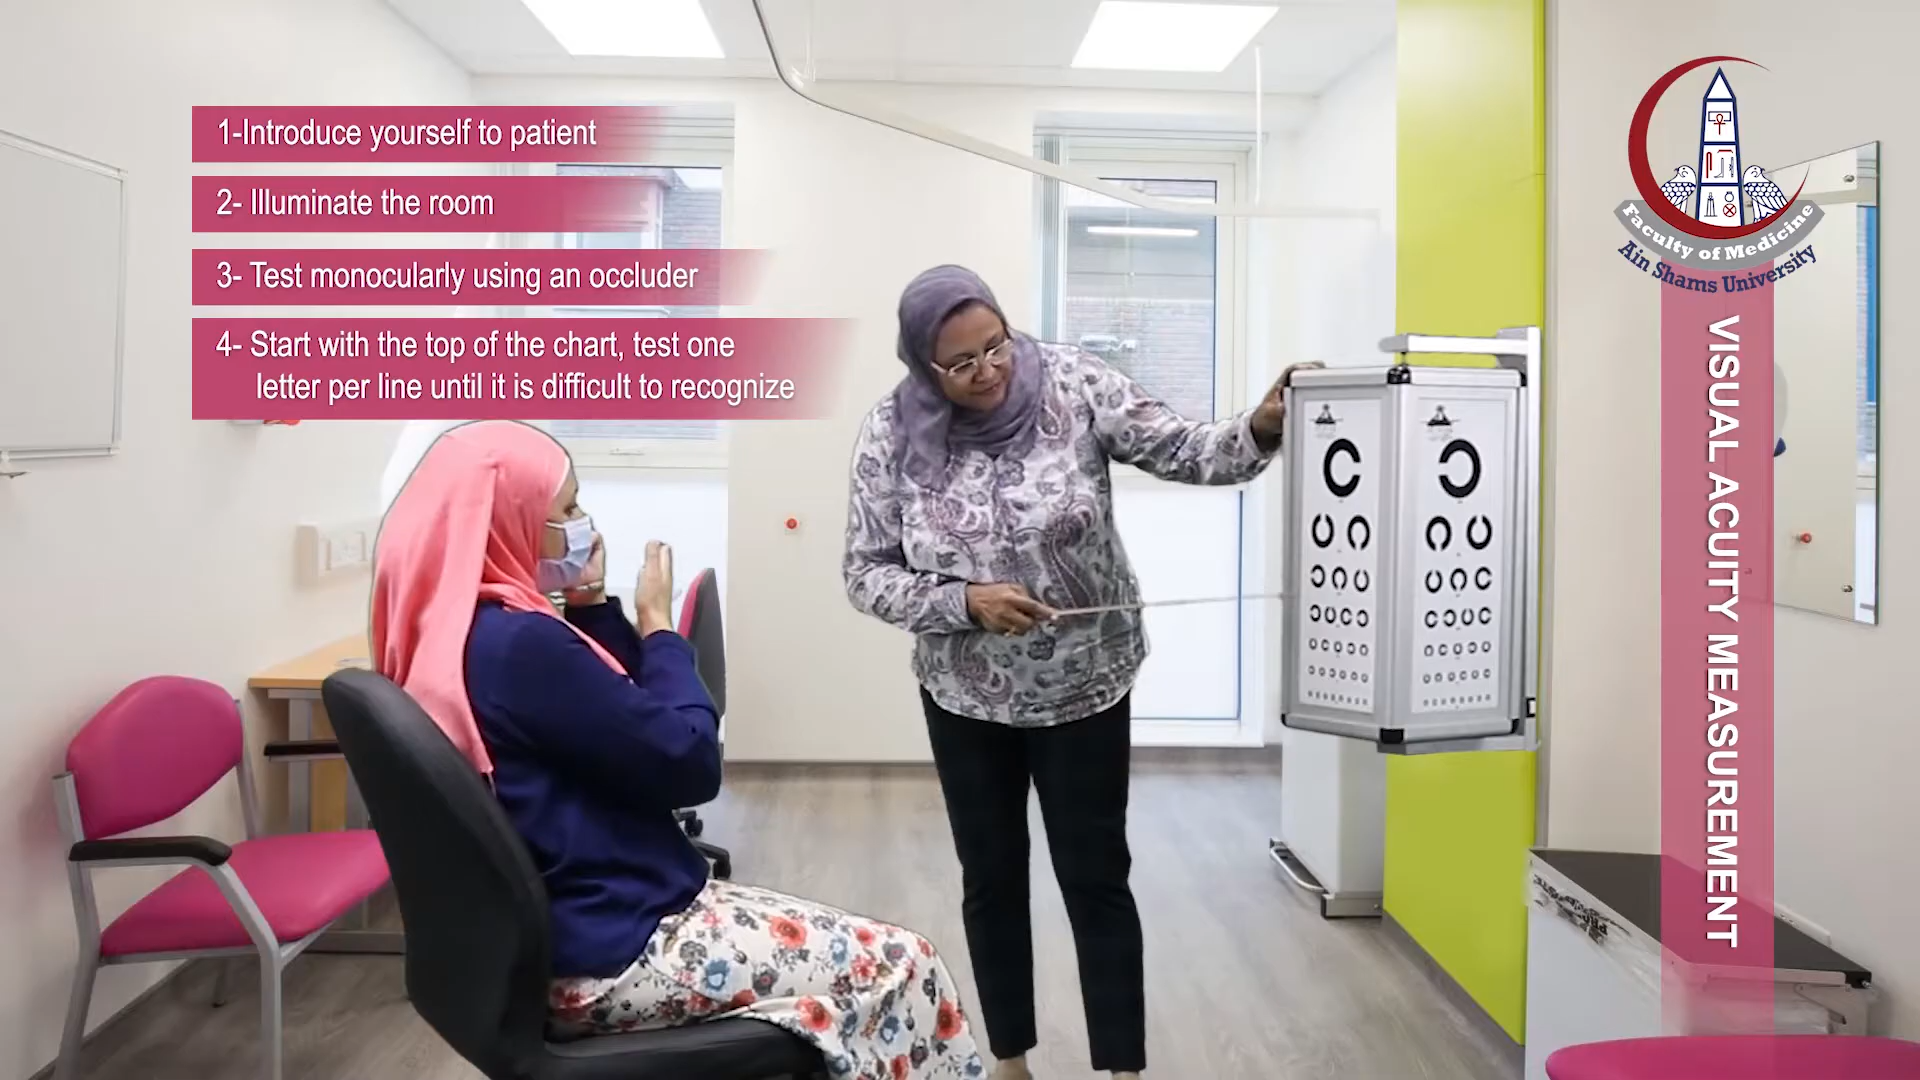 1-Introduce yourself to patient
2- Illuminate the room
3- Test monocularly using an occluder
4- Start with the top of the chart, test one
letter per line until it is difficult to recognize
Faculty of Medicine
Ain Shams University
VISUAL ACUITY MEASUREMENT